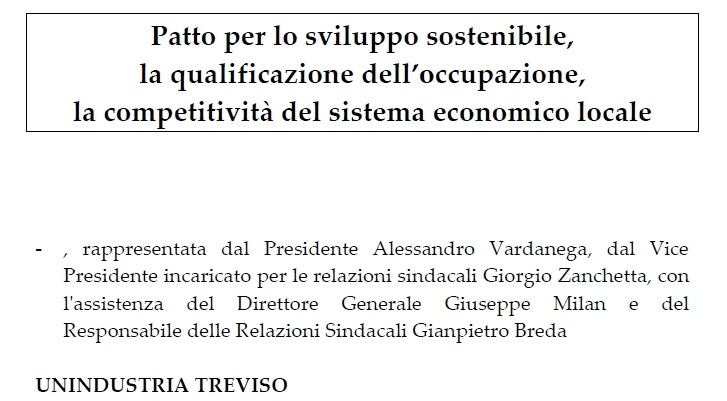 Patto per lo sviluppo sostenibile,
la qualificazione dell’occupazione,
la competitività del sistema economico locale
- , rappresentata dal Presidente Alessandro Vardanega, dal Vice
Presidente incaricato per le relazioni sindacali Giorgio Zanchetta, con
l'assistenza del Direttore Generale Giuseppe Milan e del
Responsabile delle Relazioni Sindacali Gianpietro Breda
UNINDUSTRIA TREVISO